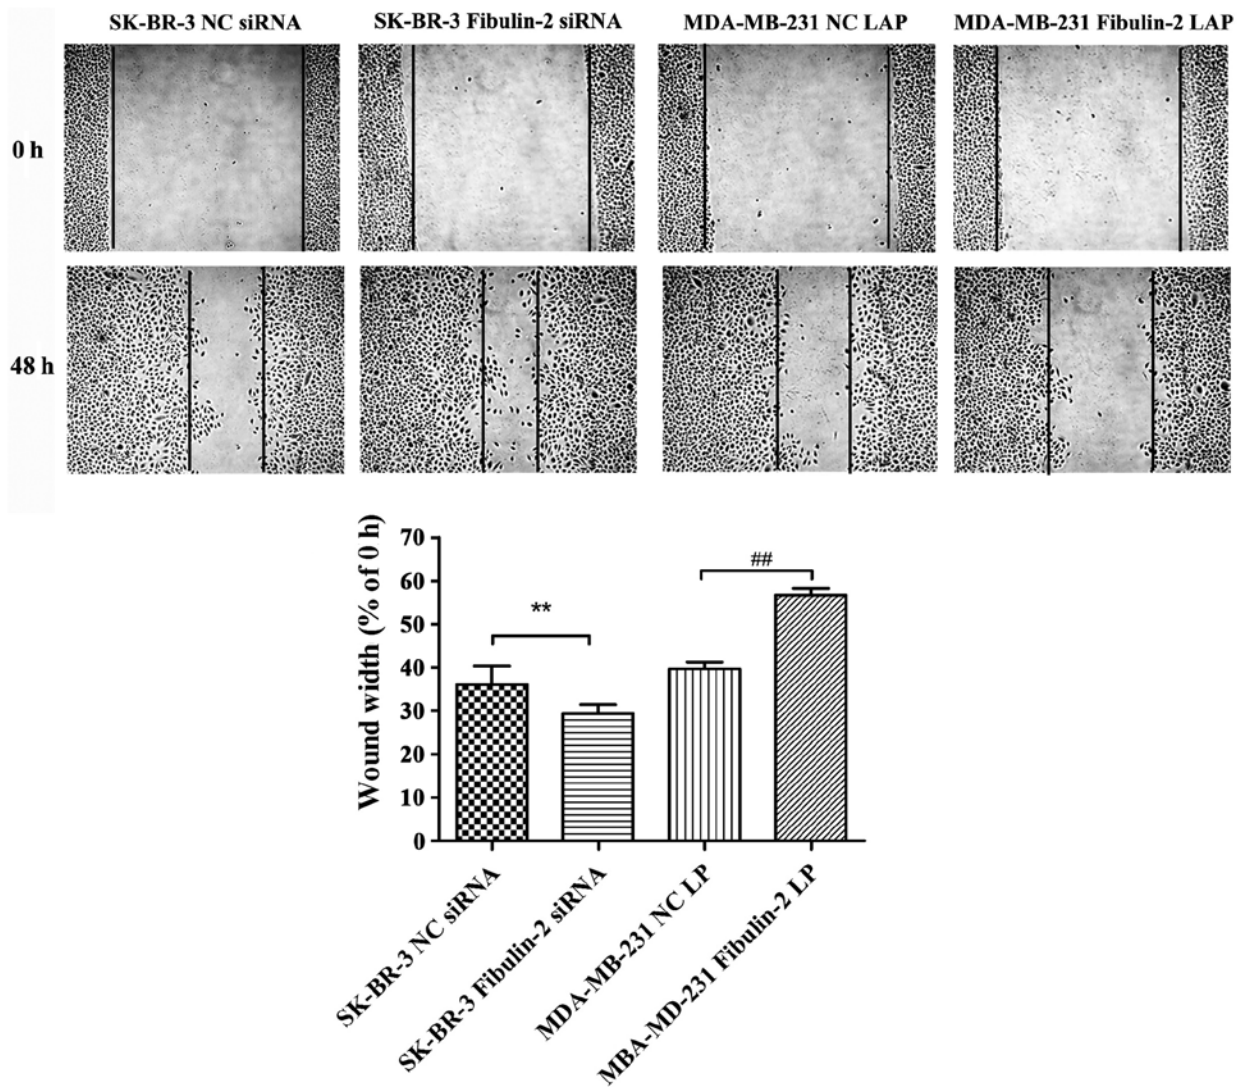 SK-BR-3 NC siRNA
SK-BR-3 Fibulin-2 siRNA
MDA-MB-231 NC LAP
MDA-MB-231 Fibulin-2 LAP
0 h
48 h
Wound width (% of 0 h)
70
60
50
40
30
20
10
0
**
##
SK-BR-3 NC siRNA
SK-BR-3 Fibulin-2 siRNA
MDA-MB-231 NC LP
MBA-MD-231 Fibulin-2 LP